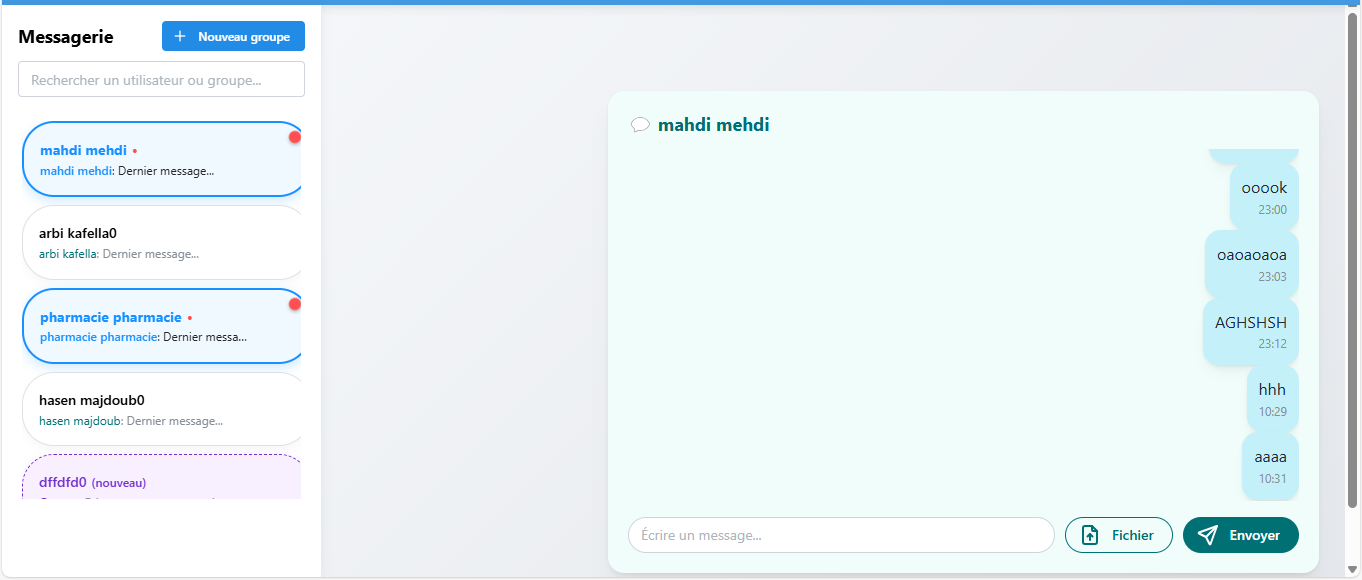 Messagerie
+ Nouveau groupe
Rechercher un utilisateur ou groupe...
mahdi mehdi •
mahdi mehdi: Dernier message...
arbi kafella0
arbi kafella: Dernier message...
pharmacie pharmacie •
pharmacie pharmacie: Dernier messa...
hasen majdoub0
hasen majdoub: Dernier message...
dffdfd0 (nouveau)
mahdi mehdi
ooook
23:00
oaoaoaoa
23:03
AGHSHSH
23:12
hhh
10:29
aaaa
10:31
Écrire un message...
Fichier
Envoyer